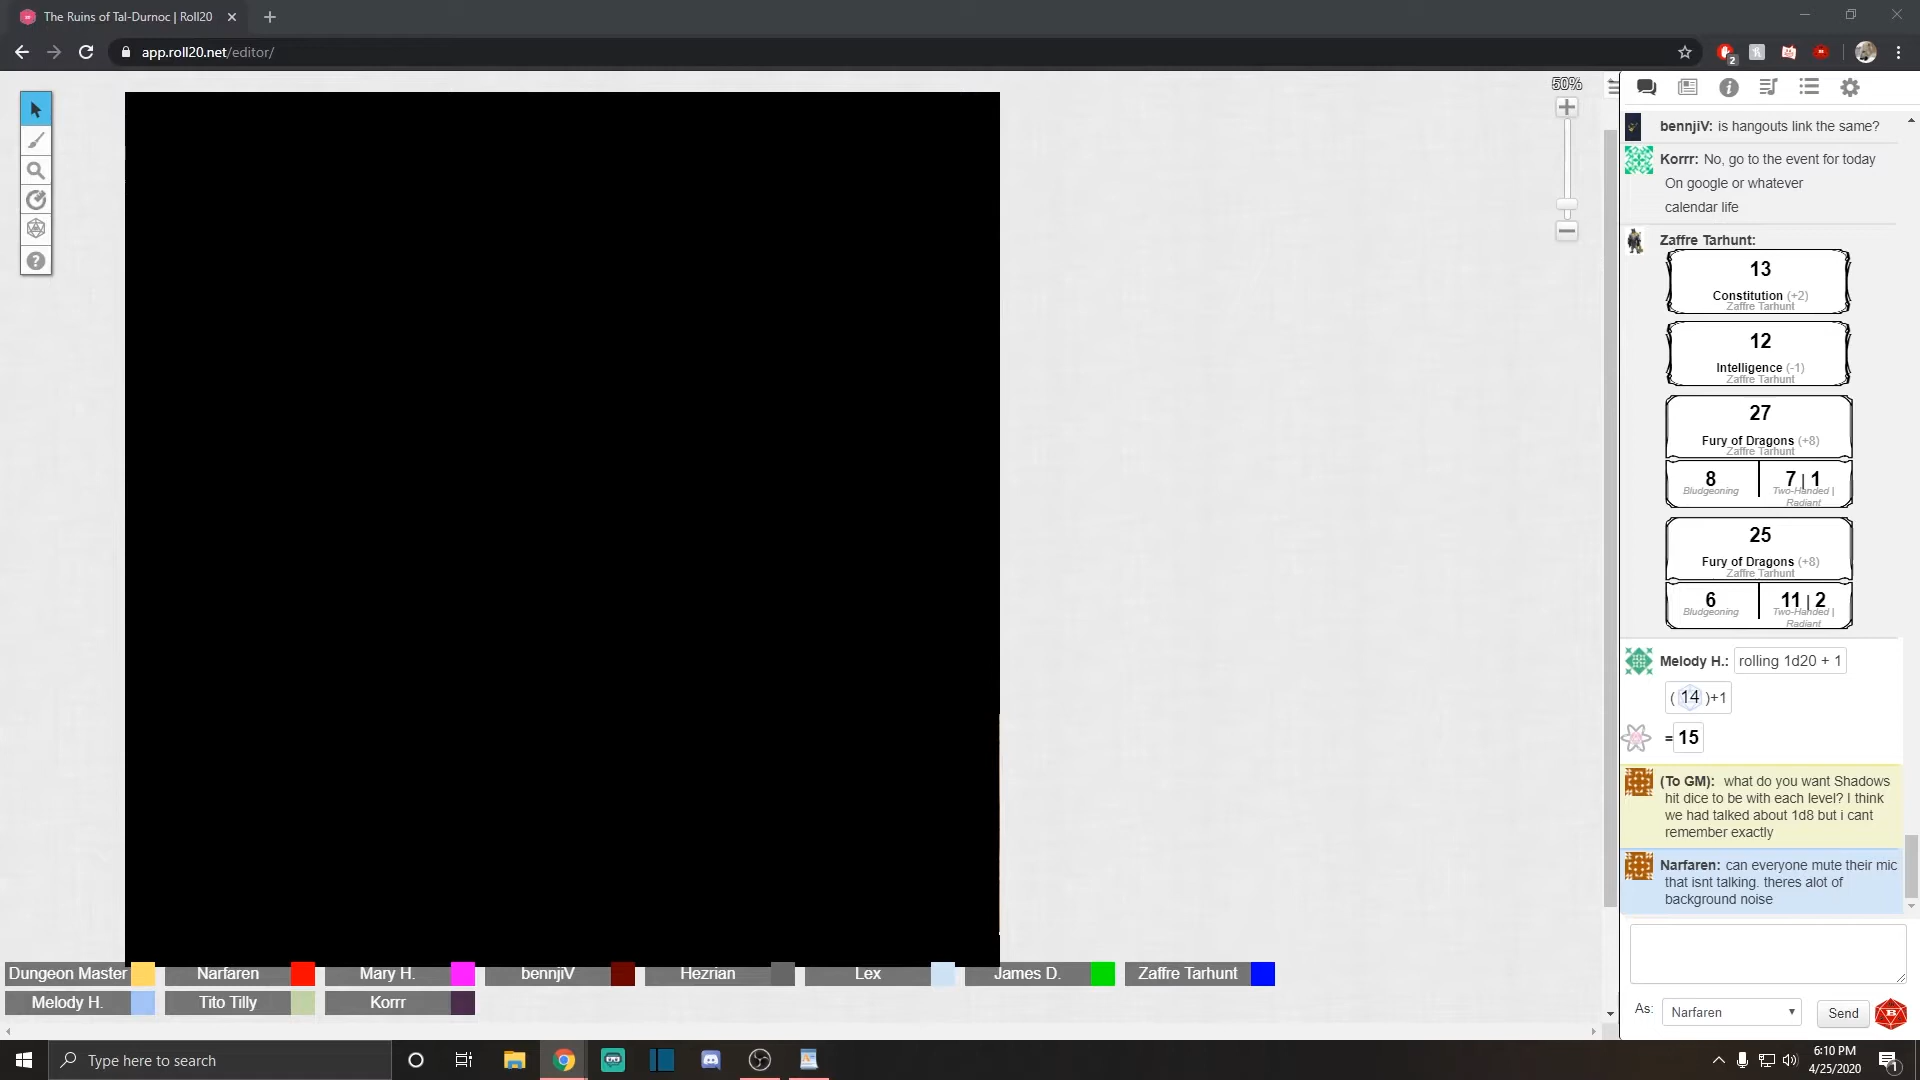 The Ruins of Tal-Durnoc | Roll20
app.roll20.net/editor/
2
50%
bennjiV: is hangouts link the same?
Korrr: No, go to the event for today
On google or whatever
calendar life
Zaffre Tarhunt:
13
Constitution (+2)
Zaffre Tarhunt
12
Intelligence (-1)
Zaffre Tarhunt
27
Fury of Dragons (+8)
Zaffre Tarhunt
8 7 | 1
Bludgeoning Two-Handed |
Radiant
25
Fury of Dragons (+8)
Zaffre Tarhunt
6 11 | 2
Bludgeoning Two-Handed |
Radiant
Melody H.: rolling 1d20 + 1
(14)+1
=15
(To GM): what do you want Shadows
hit dice to be with each level? I think
we had talked about 1d8 but i cant
remember exactly
Narfaren: can everyone mute their mic
that isnt talking. theres alot of
background noise
Dungeon Master Narfaren Mary H. bennjiV Hezrian Lex James D. Zaffre Tarhunt
Melody H. Tito Tilly Korrr
As: Narfaren Send
Type here to search
6:10 PM
4/25/2020
1